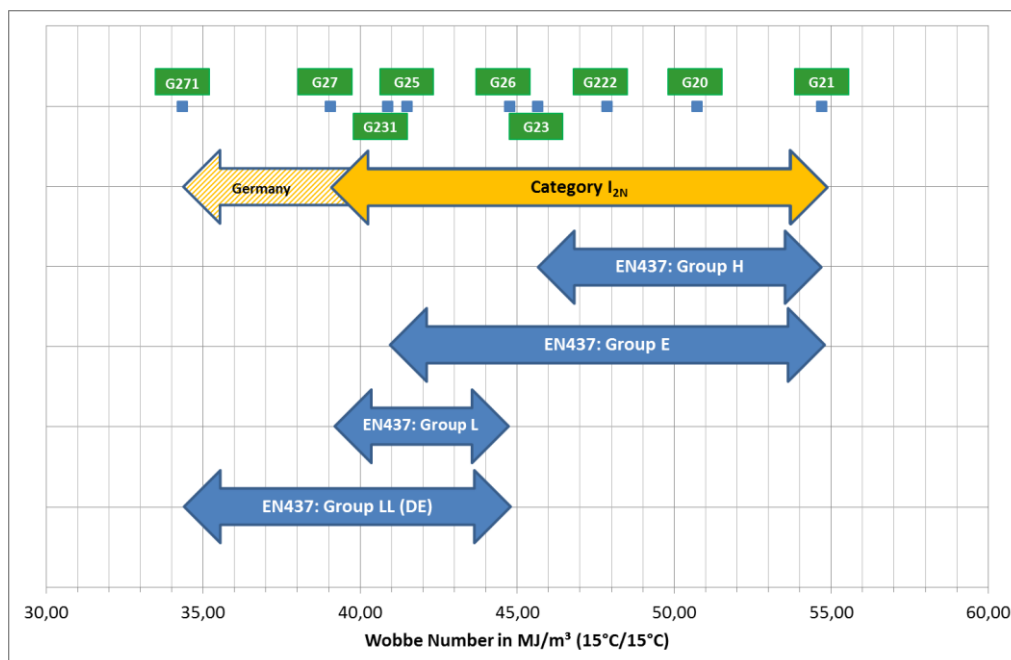 G271
G27
G25
G26
G222
G20
G21
G231
G23
Germany
Category I₂N
EN437: Group H
EN437: Group E
EN437: Group L
EN437: Group LL (DE)
30,00 35,00 40,00 45,00 50,00 55,00 60,00
Wobbe Number in MJ/m³ (15°C/15°C)